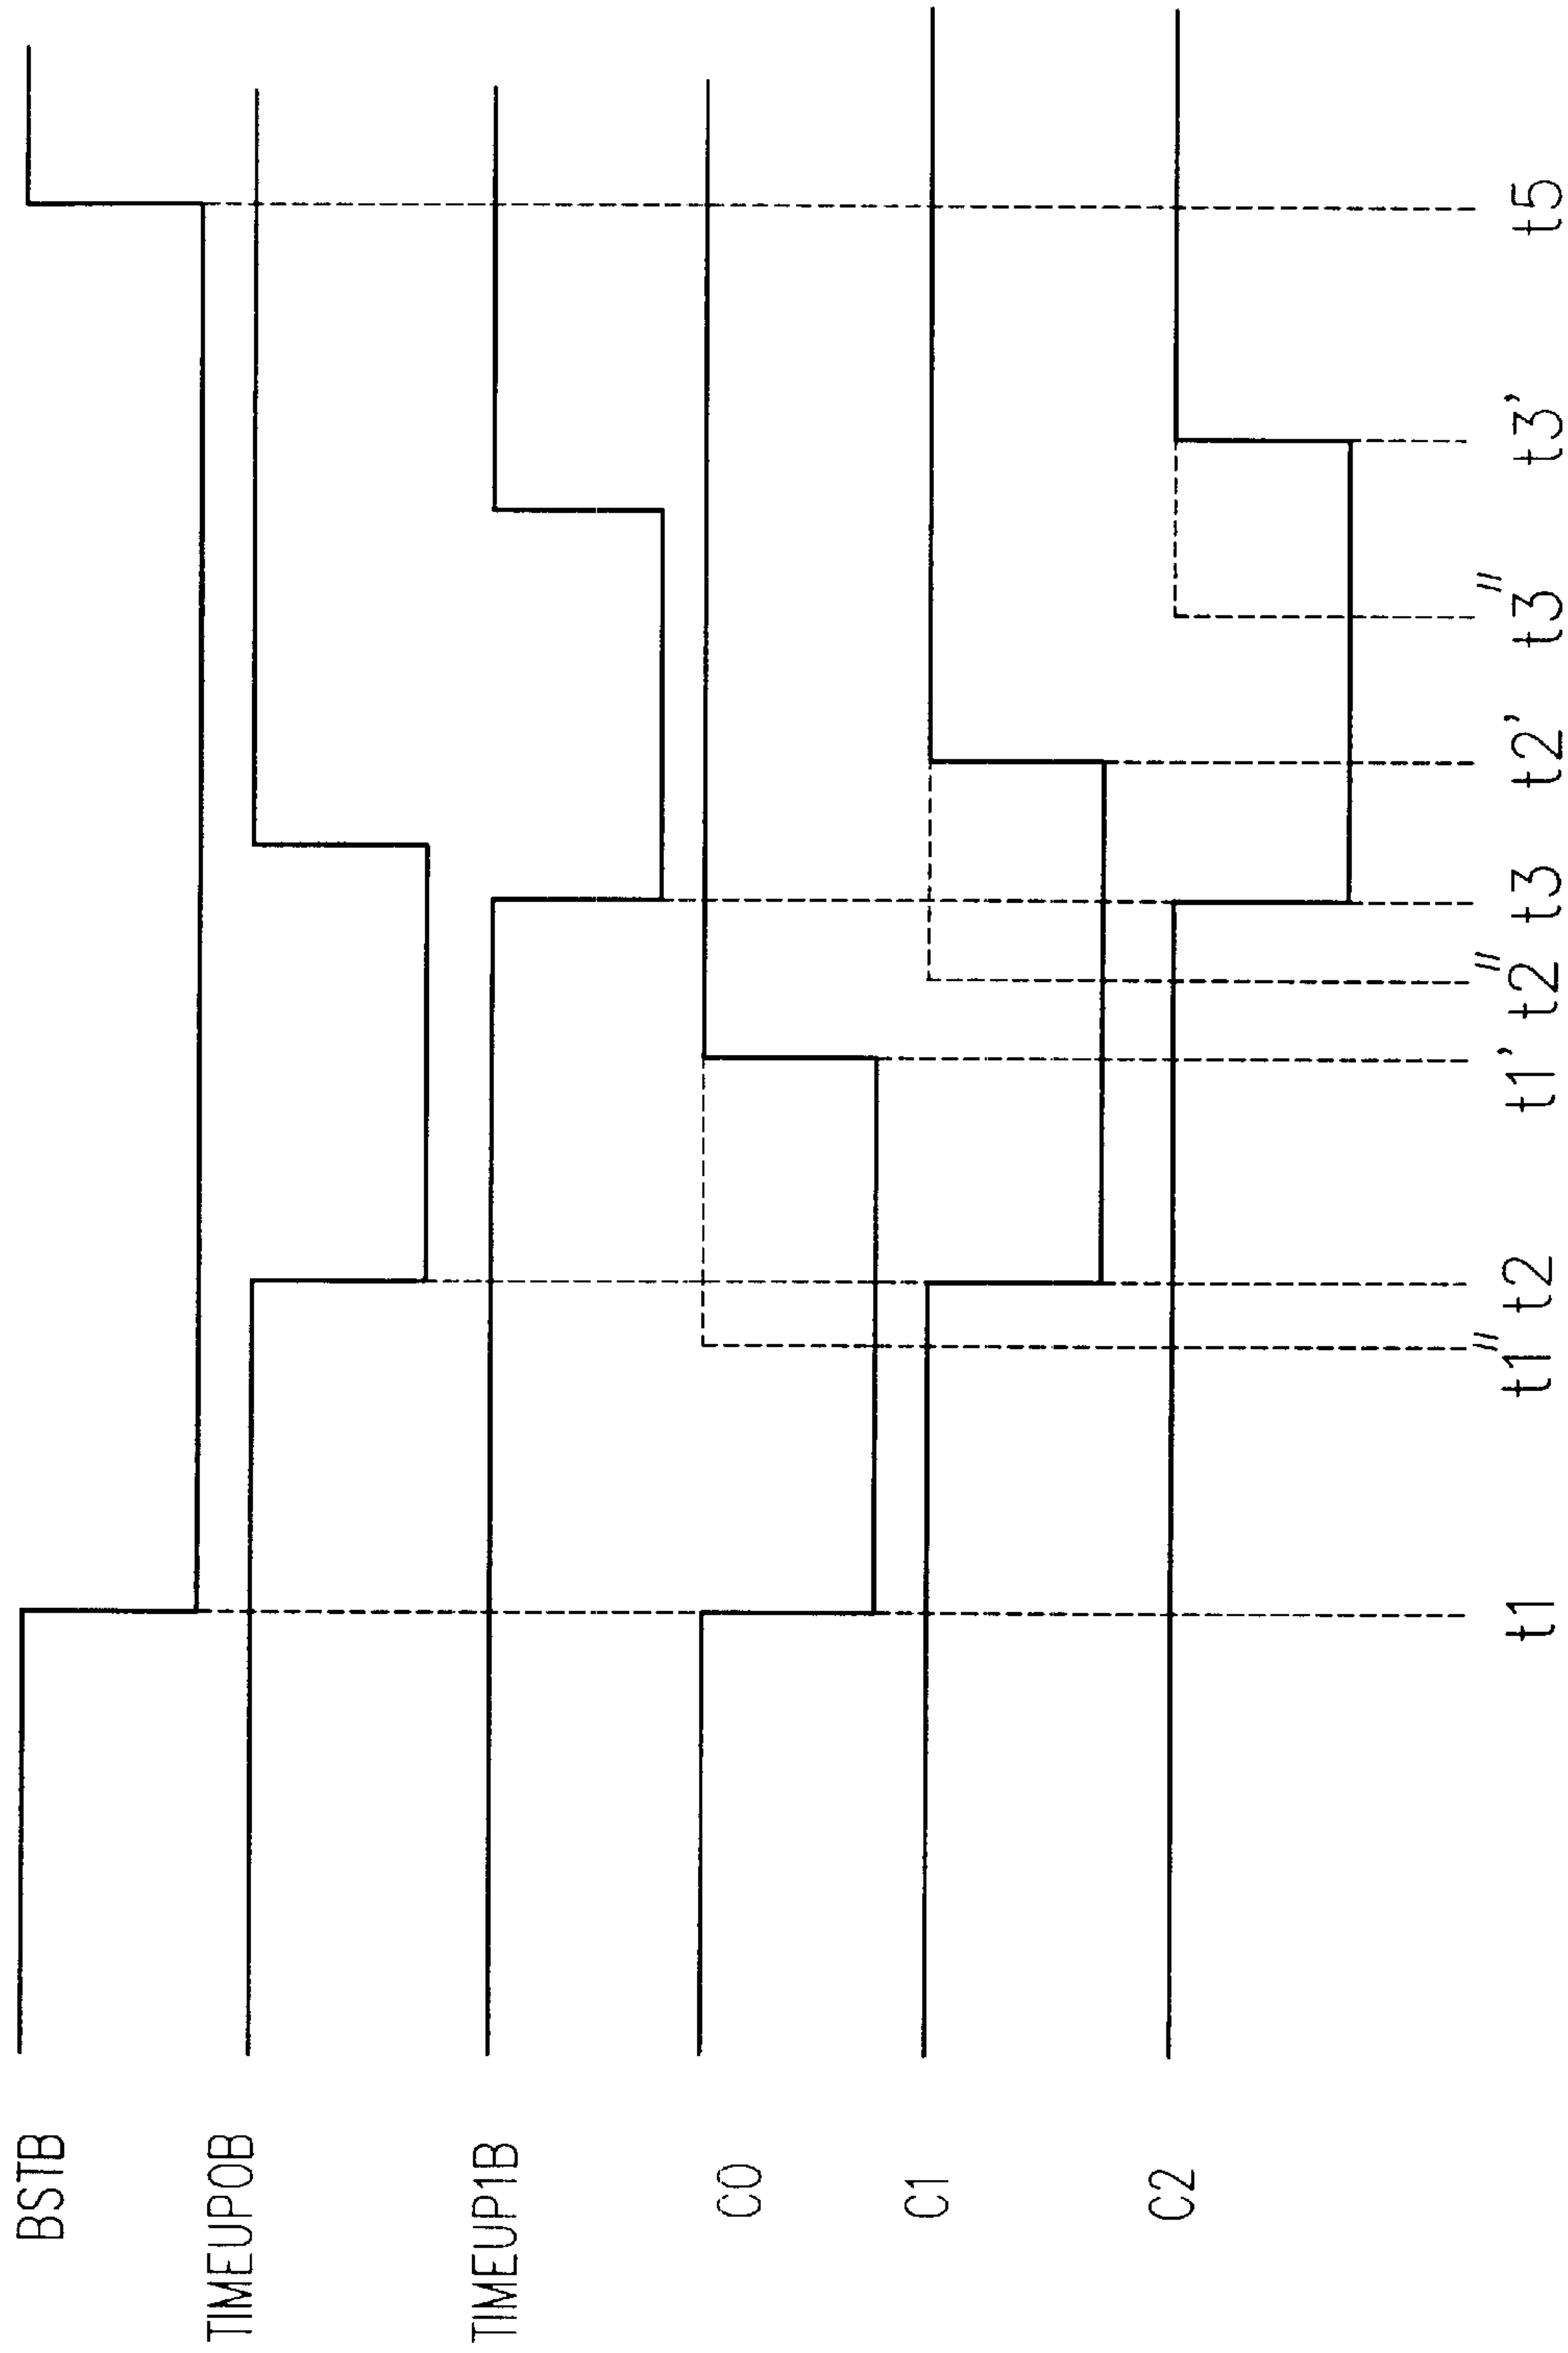 BSTB
TIMEUP0B
TIMEUP1B
C0
C1
C2
t1 t1" t2 t1' t2" t3 t2' t3" t3' t5